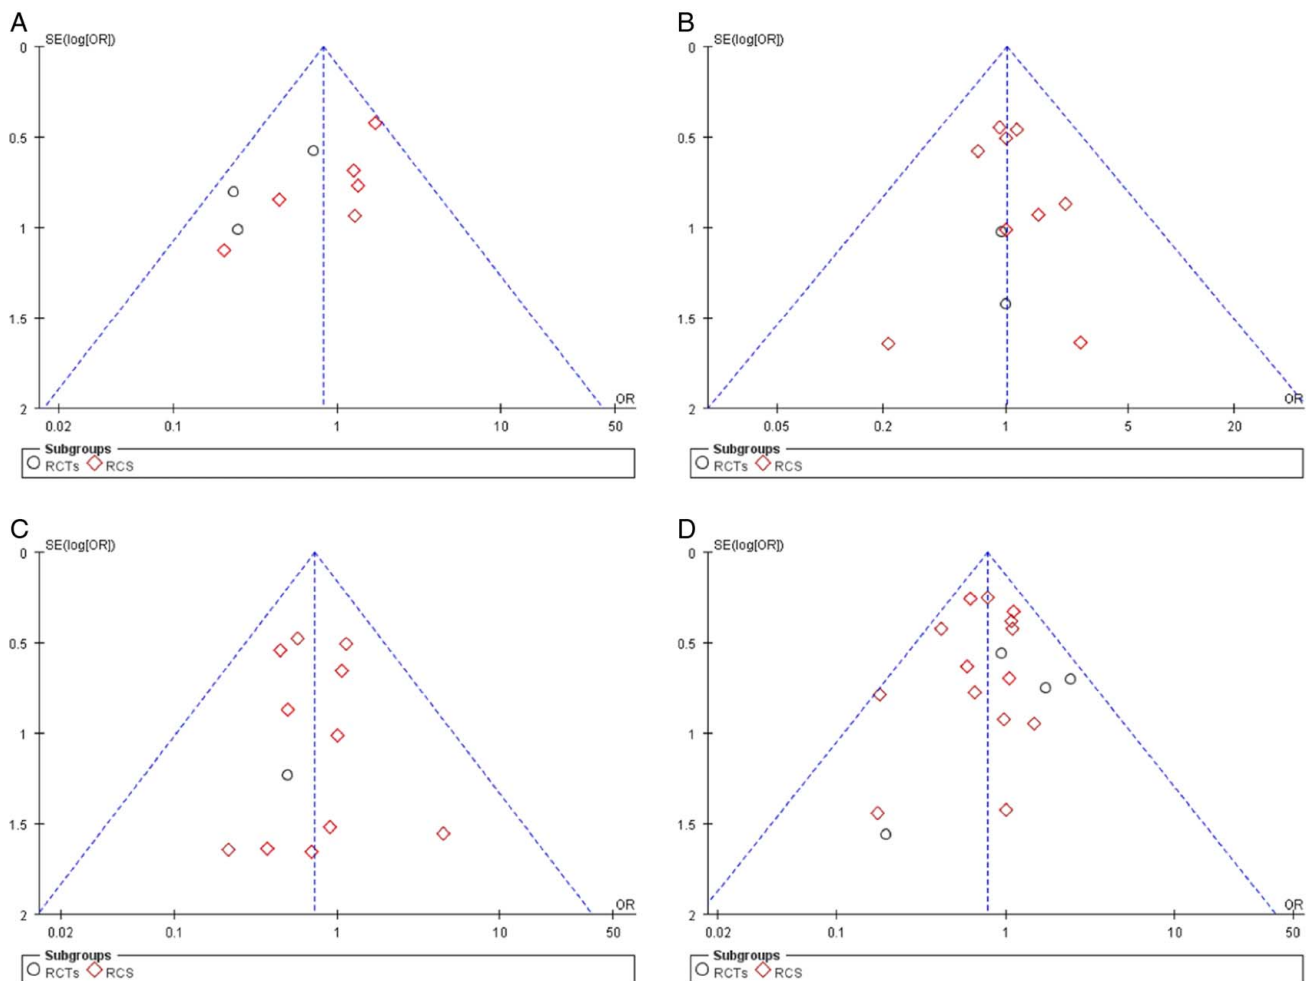 A
SE(log[OR])
0
0.5
1
1.5
2
OR
0.02 0.1 1 10 50
Subgroups
RCTs RCS
B
SE(log[OR])
0
0.5
1
1.5
2
OR
0.05 0.2 1 5 20
Subgroups
RCTs RCS
C
SE(log[OR])
0
0.5
1
1.5
2
OR
0.02 0.1 1 10 50
Subgroups
RCTs RCS
D
SE(log[OR])
0
0.5
1
1.5
2
OR
0.02 0.1 1 10 50
Subgroups
RCTs RCS